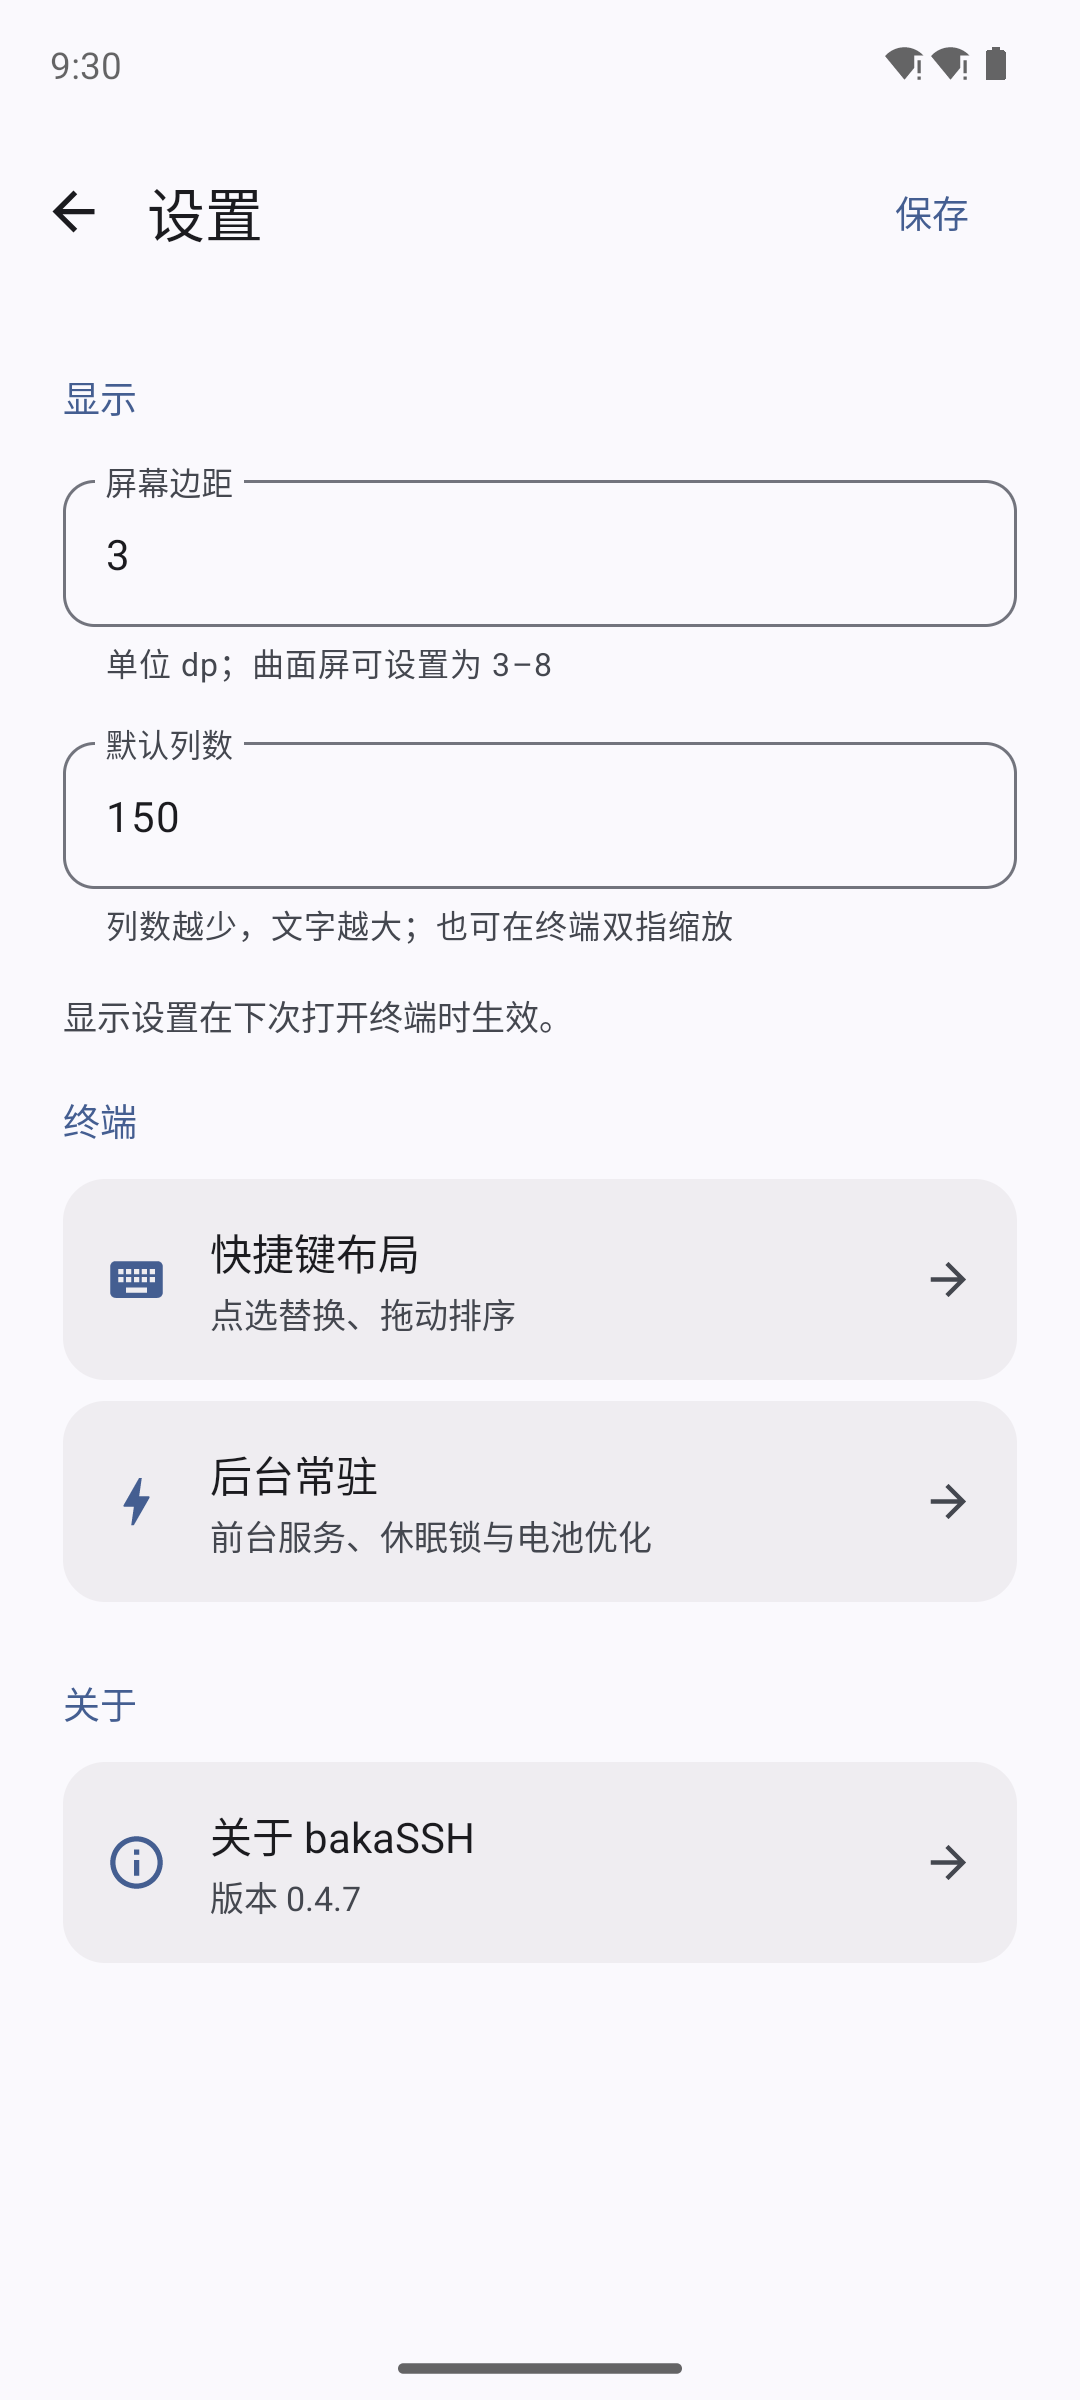 9:30
设置
保存
显示
屏幕边距
3
单位 dp；曲面屏可设置为 3–8
默认列数
150
列数越少，文字越大；也可在终端双指缩放
显示设置在下次打开终端时生效。
终端
快捷键布局
点选替换、拖动排序
后台常驻
前台服务、休眠锁与电池优化
关于
关于 bakaSSH
版本 0.4.7